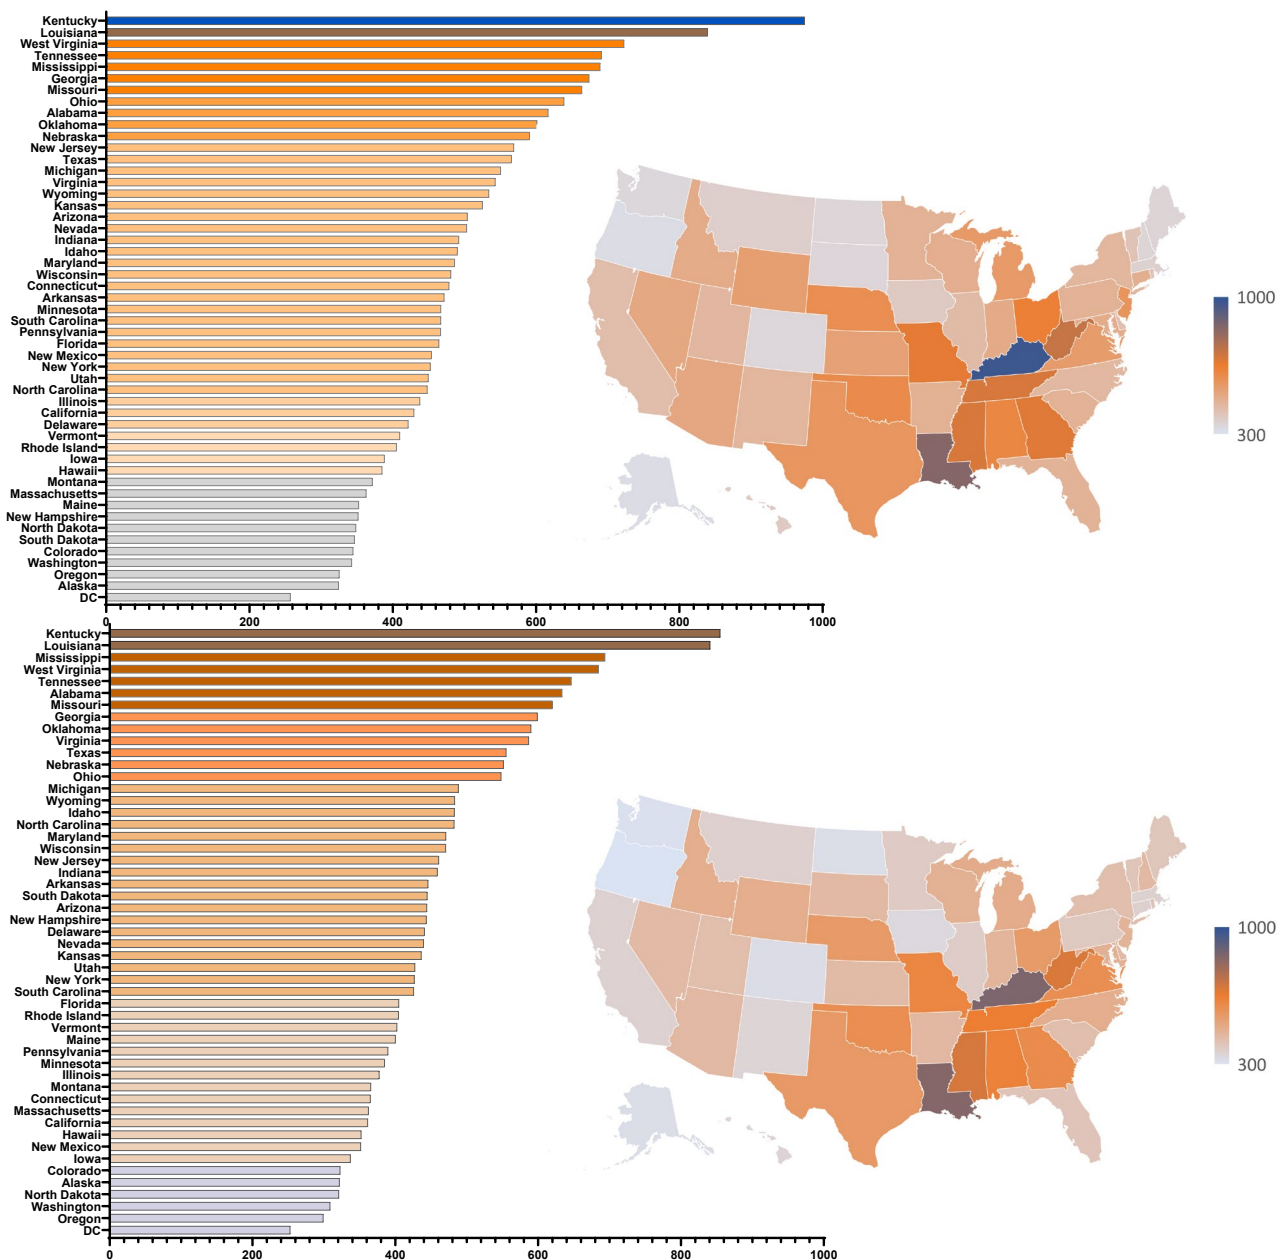 Kentucky
Louisiana
West Virginia
Tennessee
Mississippi
Georgia
Missouri
Ohio
Alabama
Oklahoma
Nebraska
New Jersey
Texas
Michigan
Virginia
Wyoming
Kansas
Arizona
Nevada
Indiana
Idaho
Maryland
Wisconsin
Connecticut
Arkansas
Minnesota
South Carolina
Pennsylvania
Florida
New Mexico
New York
Utah
North Carolina
Illinois
California
Delaware
Vermont
Rhode Island
Iowa
Hawaii
Montana
Massachusetts
Maine
New Hampshire
North Dakota
South Dakota
Colorado
Washington
Oregon
Alaska
DC
0 200 400 600 800 1000
1000
300
Kentucky
Louisiana
Mississippi
West Virginia
Tennessee
Alabama
Missouri
Georgia
Oklahoma
Virginia
Texas
Nebraska
Ohio
Michigan
Wyoming
Idaho
North Carolina
Maryland
Wisconsin
New Jersey
Indiana
Arkansas
South Dakota
Arizona
New Hampshire
Delaware
Nevada
Kansas
Utah
New York
South Carolina
Florida
Rhode Island
Vermont
Maine
Pennsylvania
Minnesota
Illinois
Montana
Connecticut
Massachusetts
California
Hawaii
New Mexico
Iowa
Colorado
Alaska
North Dakota
Washington
Oregon
DC
0 200 400 600 800 1000
1000
300